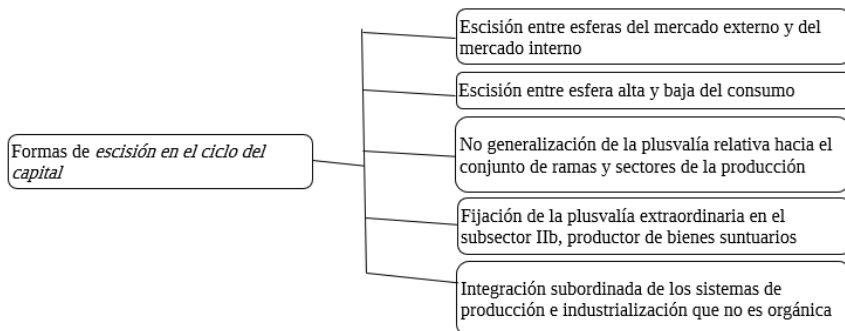 Formas de escisión en el ciclo del
capital
Escisión entre esferas del mercado externo y del
mercado interno
Escisión entre esfera alta y baja del consumo
No generalización de la plusvalía relativa hacia el
conjunto de ramas y sectores de la producción
Fijación de la plusvalía extraordinaria en el
subsector IIb, productor de bienes suntuarios
Integración subordinada de los sistemas de
producción e industrialización que no es orgánica